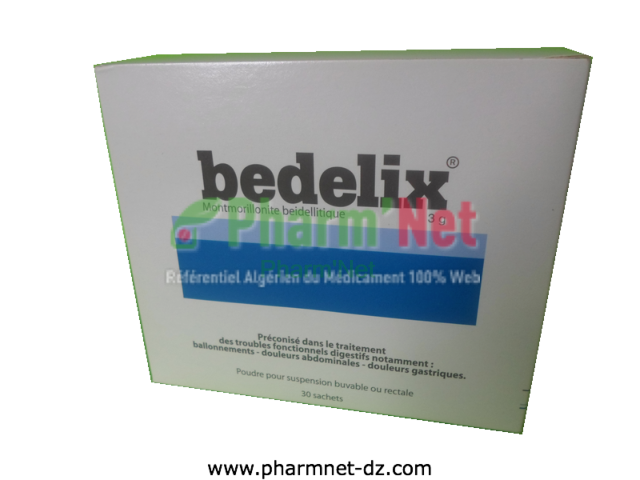 bedelix®
Montmorillonite beidellitique 3 g
Pharm'Net
Pharm'Net
Référentiel Algérien du Médicament 100% Web
Préconisé dans le traitement
des troubles fonctionnels digestifs notamment :
ballonnements - douleurs abdominales - douleurs gastriques.
Poudre pour suspension buvable ou rectale
30 sachets
www.pharmnet-dz.com